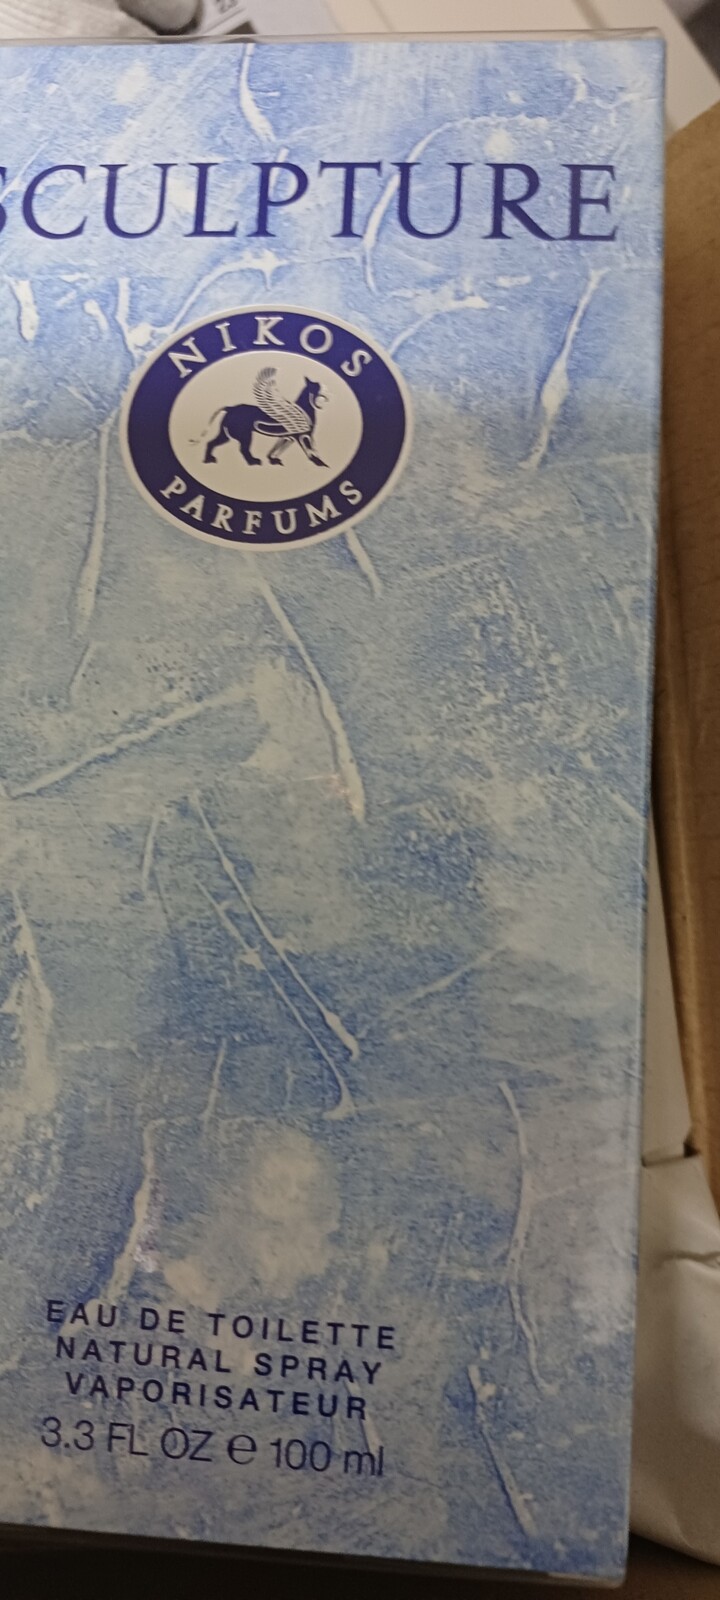 SCULPTURE
NIKOS
PARFUMS
EAU DE TOILETTE
NATURAL SPRAY
VAPORISATEUR
3.3 FL OZ e 100 ml